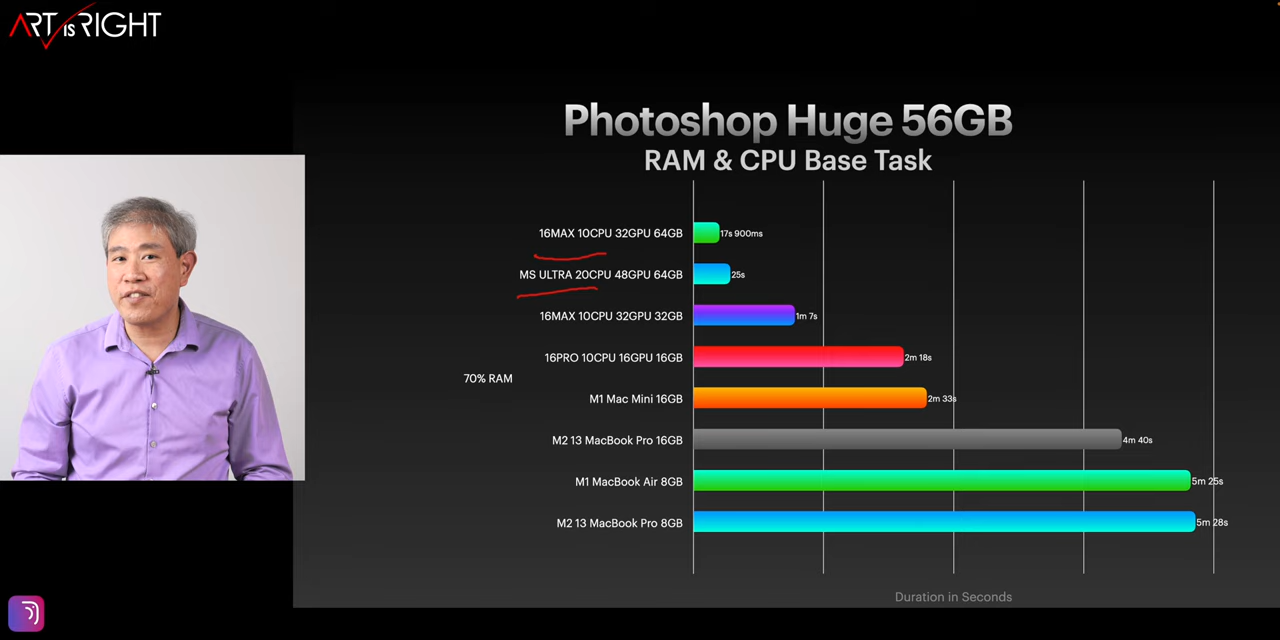 ART IS RIGHT
Photoshop Huge 56GB
RAM & CPU Base Task
16MAX 10CPU 32GPU 64GB
17s 900ms
MS ULTRA 20CPU 48GPU 64GB
25s
16MAX 10CPU 32GPU 32GB
1m 7s
16PRO 10CPU 16GPU 16GB
2m 18s
70% RAM
M1 Mac Mini 16GB
2m 33s
M2 13 MacBook Pro 16GB
4m 40s
M1 MacBook Air 8GB
5m 25s
M2 13 MacBook Pro 8GB
5m 28s
Duration in Seconds